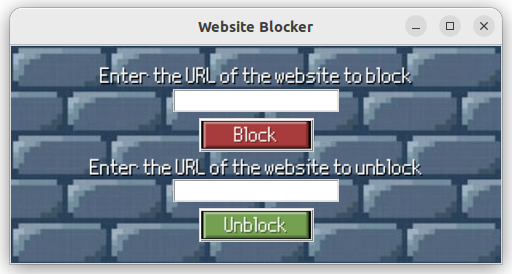 Website Blocker
Enter the URL of the website to block
Block
Enter the URL of the website to unblock
Unblock